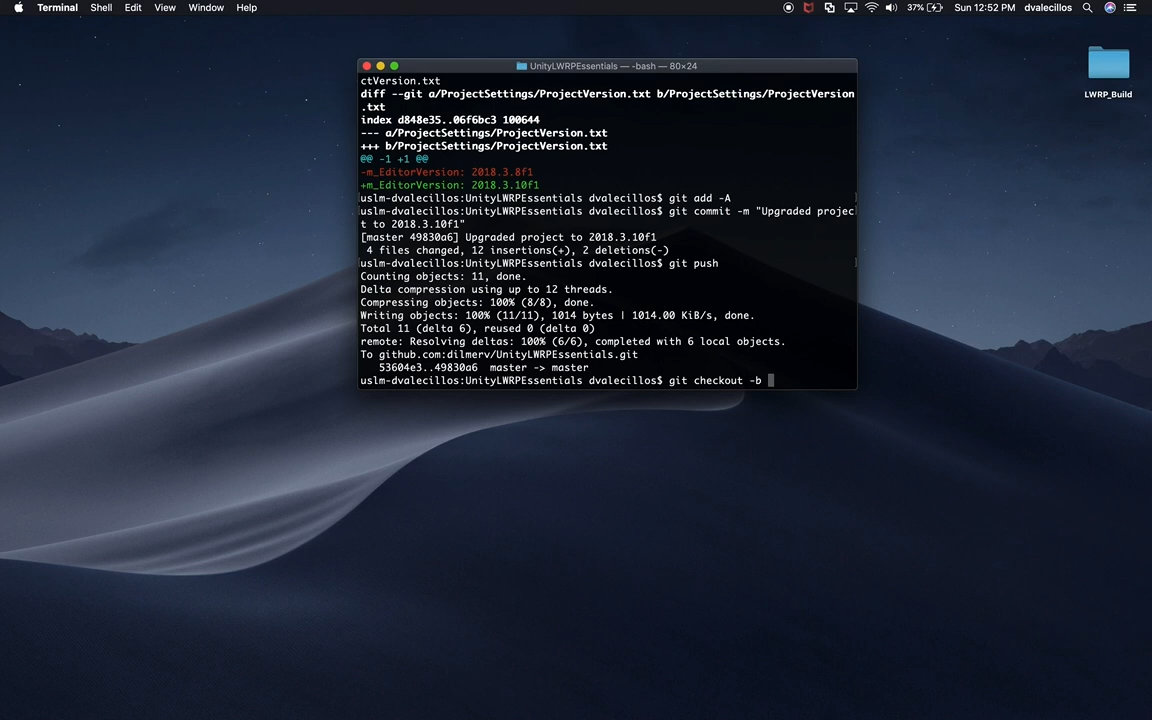 Terminal Shell Edit View Window Help 37% Sun 12:52 PM dvalecillos
LWRP_Build
UnityLWRPEssentials — -bash — 80×24
ctVersion.txt
diff --git a/ProjectSettings/ProjectVersion.txt b/ProjectSettings/ProjectVersion
.txt
index d848e35..06f6bc3 100644
--- a/ProjectSettings/ProjectVersion.txt
+++ b/ProjectSettings/ProjectVersion.txt
@@ -1 +1 @@
-m_EditorVersion: 2018.3.8f1
+m_EditorVersion: 2018.3.10f1
uslm-dvalecillos:UnityLWRPEssentials dvalecillos$ git add -A
uslm-dvalecillos:UnityLWRPEssentials dvalecillos$ git commit -m "Upgraded projec
t to 2018.3.10f1"
[master 49830a6] Upgraded project to 2018.3.10f1
 4 files changed, 12 insertions(+), 2 deletions(-)
uslm-dvalecillos:UnityLWRPEssentials dvalecillos$ git push
Counting objects: 11, done.
Delta compression using up to 12 threads.
Compressing objects: 100% (8/8), done.
Writing objects: 100% (11/11), 1014 bytes | 1014.00 KiB/s, done.
Total 11 (delta 6), reused 0 (delta 0)
remote: Resolving deltas: 100% (6/6), completed with 6 local objects.
To github.com:dilmerv/UnityLWRPEssentials.git
   53604e3..49830a6  master -> master
uslm-dvalecillos:UnityLWRPEssentials dvalecillos$ git checkout -b